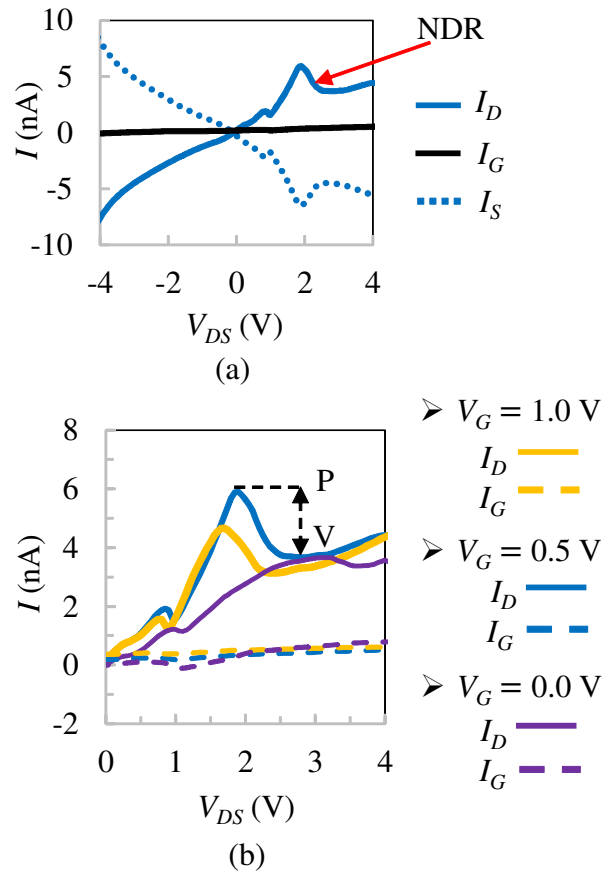 10
5
0
-5
-10
I (nA)
NDR
I_D
I_G
I_S
-4 -2 0 2 4
V_DS (V)
(a)
8
6
4
2
0
-2
I (nA)
P
V
0 1 2 3 4
V_DS (V)
(b)
➢ V_G = 1.0 V
I_D
I_G
➢ V_G = 0.5 V
I_D
I_G
➢ V_G = 0.0 V
I_D
I_G